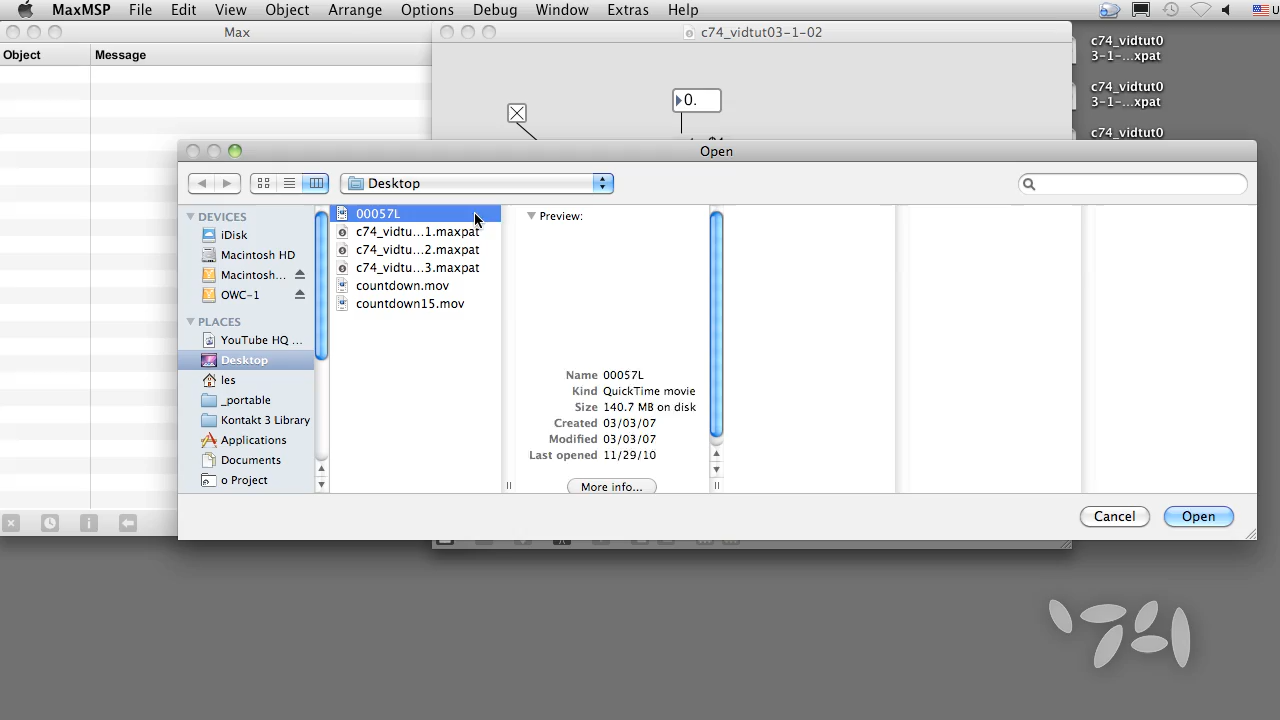 MaxMSP File Edit View Object Arrange Options Debug Window Extras Help U
Max
Object Message
c74_vidtut03-1-02
c74_vidtut0
3-1-...xpat
c74_vidtut0
3-1-...xpat
c74_vidtut0
0.
Open
Desktop
DEVICES
iDisk
Macintosh HD
Macintosh...
OWC-1
PLACES
YouTube HQ ...
Desktop
les
_portable
Kontakt 3 Library
Applications
Documents
o Project
00057L
c74_vidtu...1.maxpat
c74_vidtu...2.maxpat
c74_vidtu...3.maxpat
countdown.mov
countdown15.mov
Preview:
Name 00057L
Kind QuickTime movie
Size 140.7 MB on disk
Created 03/03/07
Modified 03/03/07
Last opened 11/29/10
More info...
Cancel Open